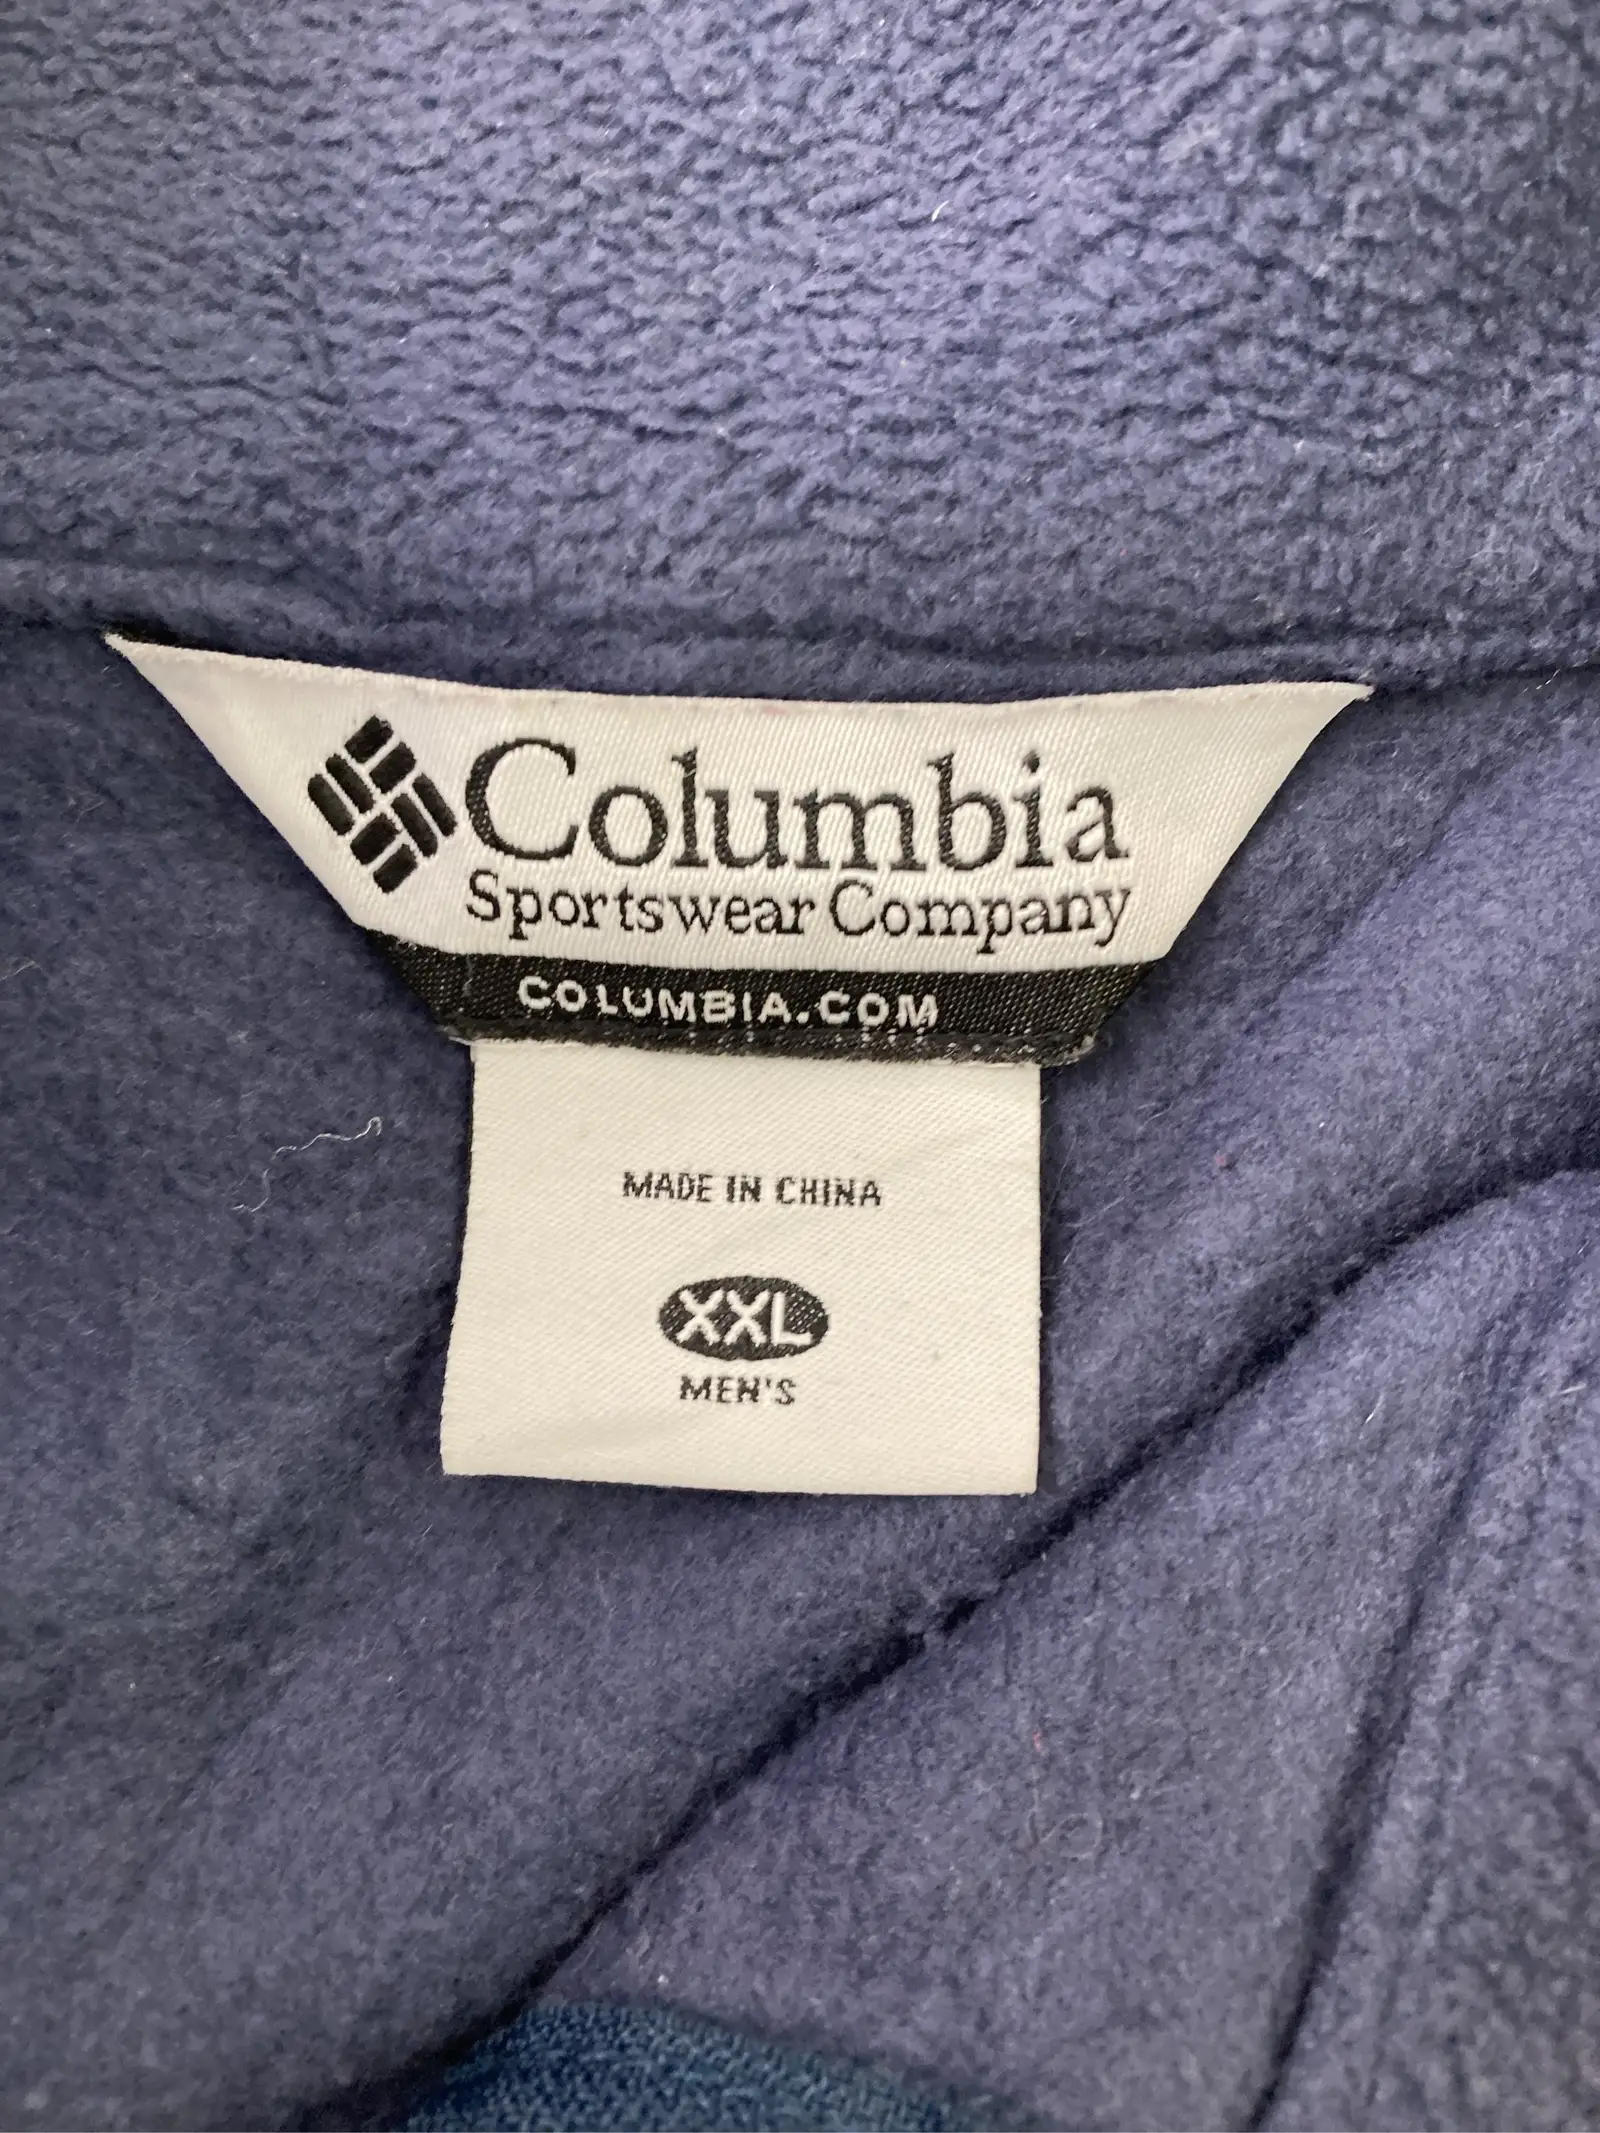 Columbia
Sportswear Company
COLUMBIA.COM
MADE IN CHINA
XXL
MEN'S